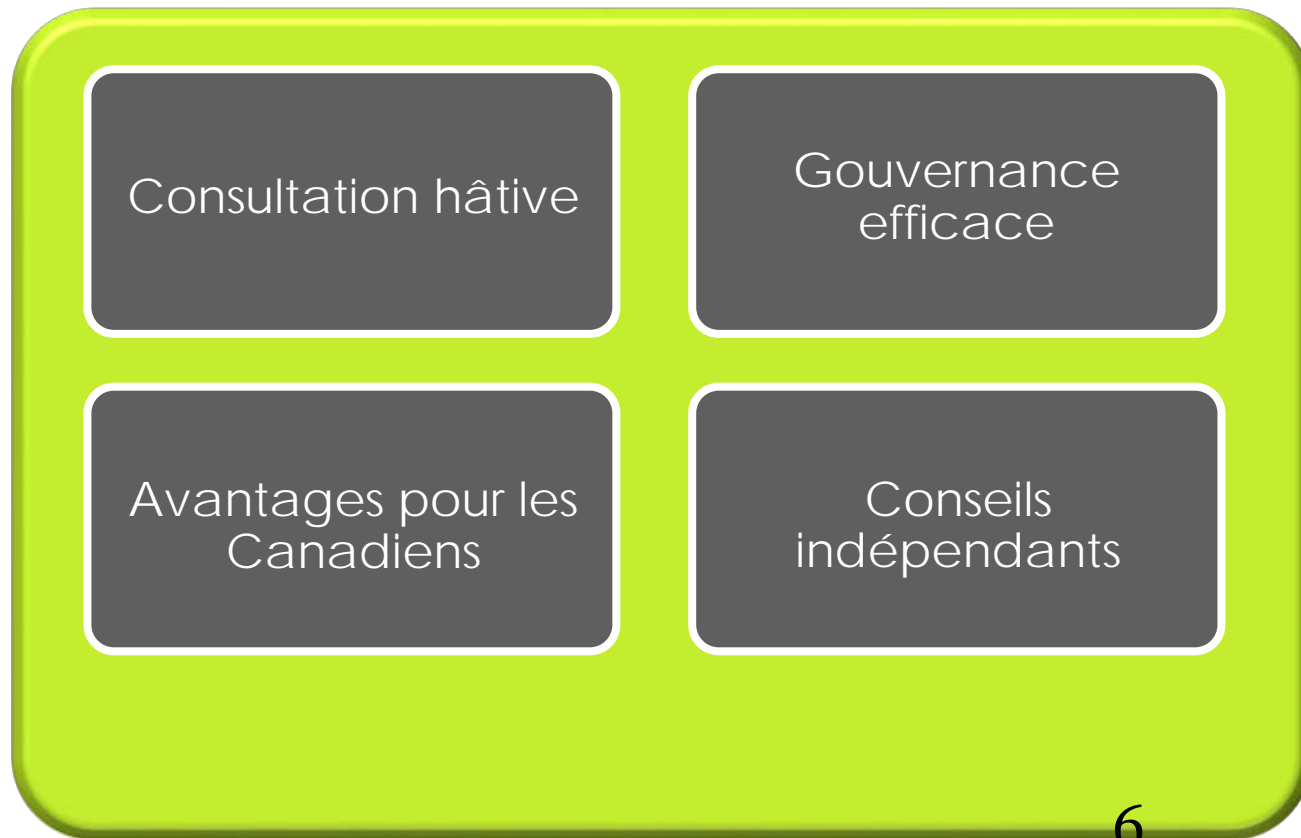 Consultation hâtive
Gouvernance
efficace
Avantages pour les
Canadiens
Conseils
indépendants
6